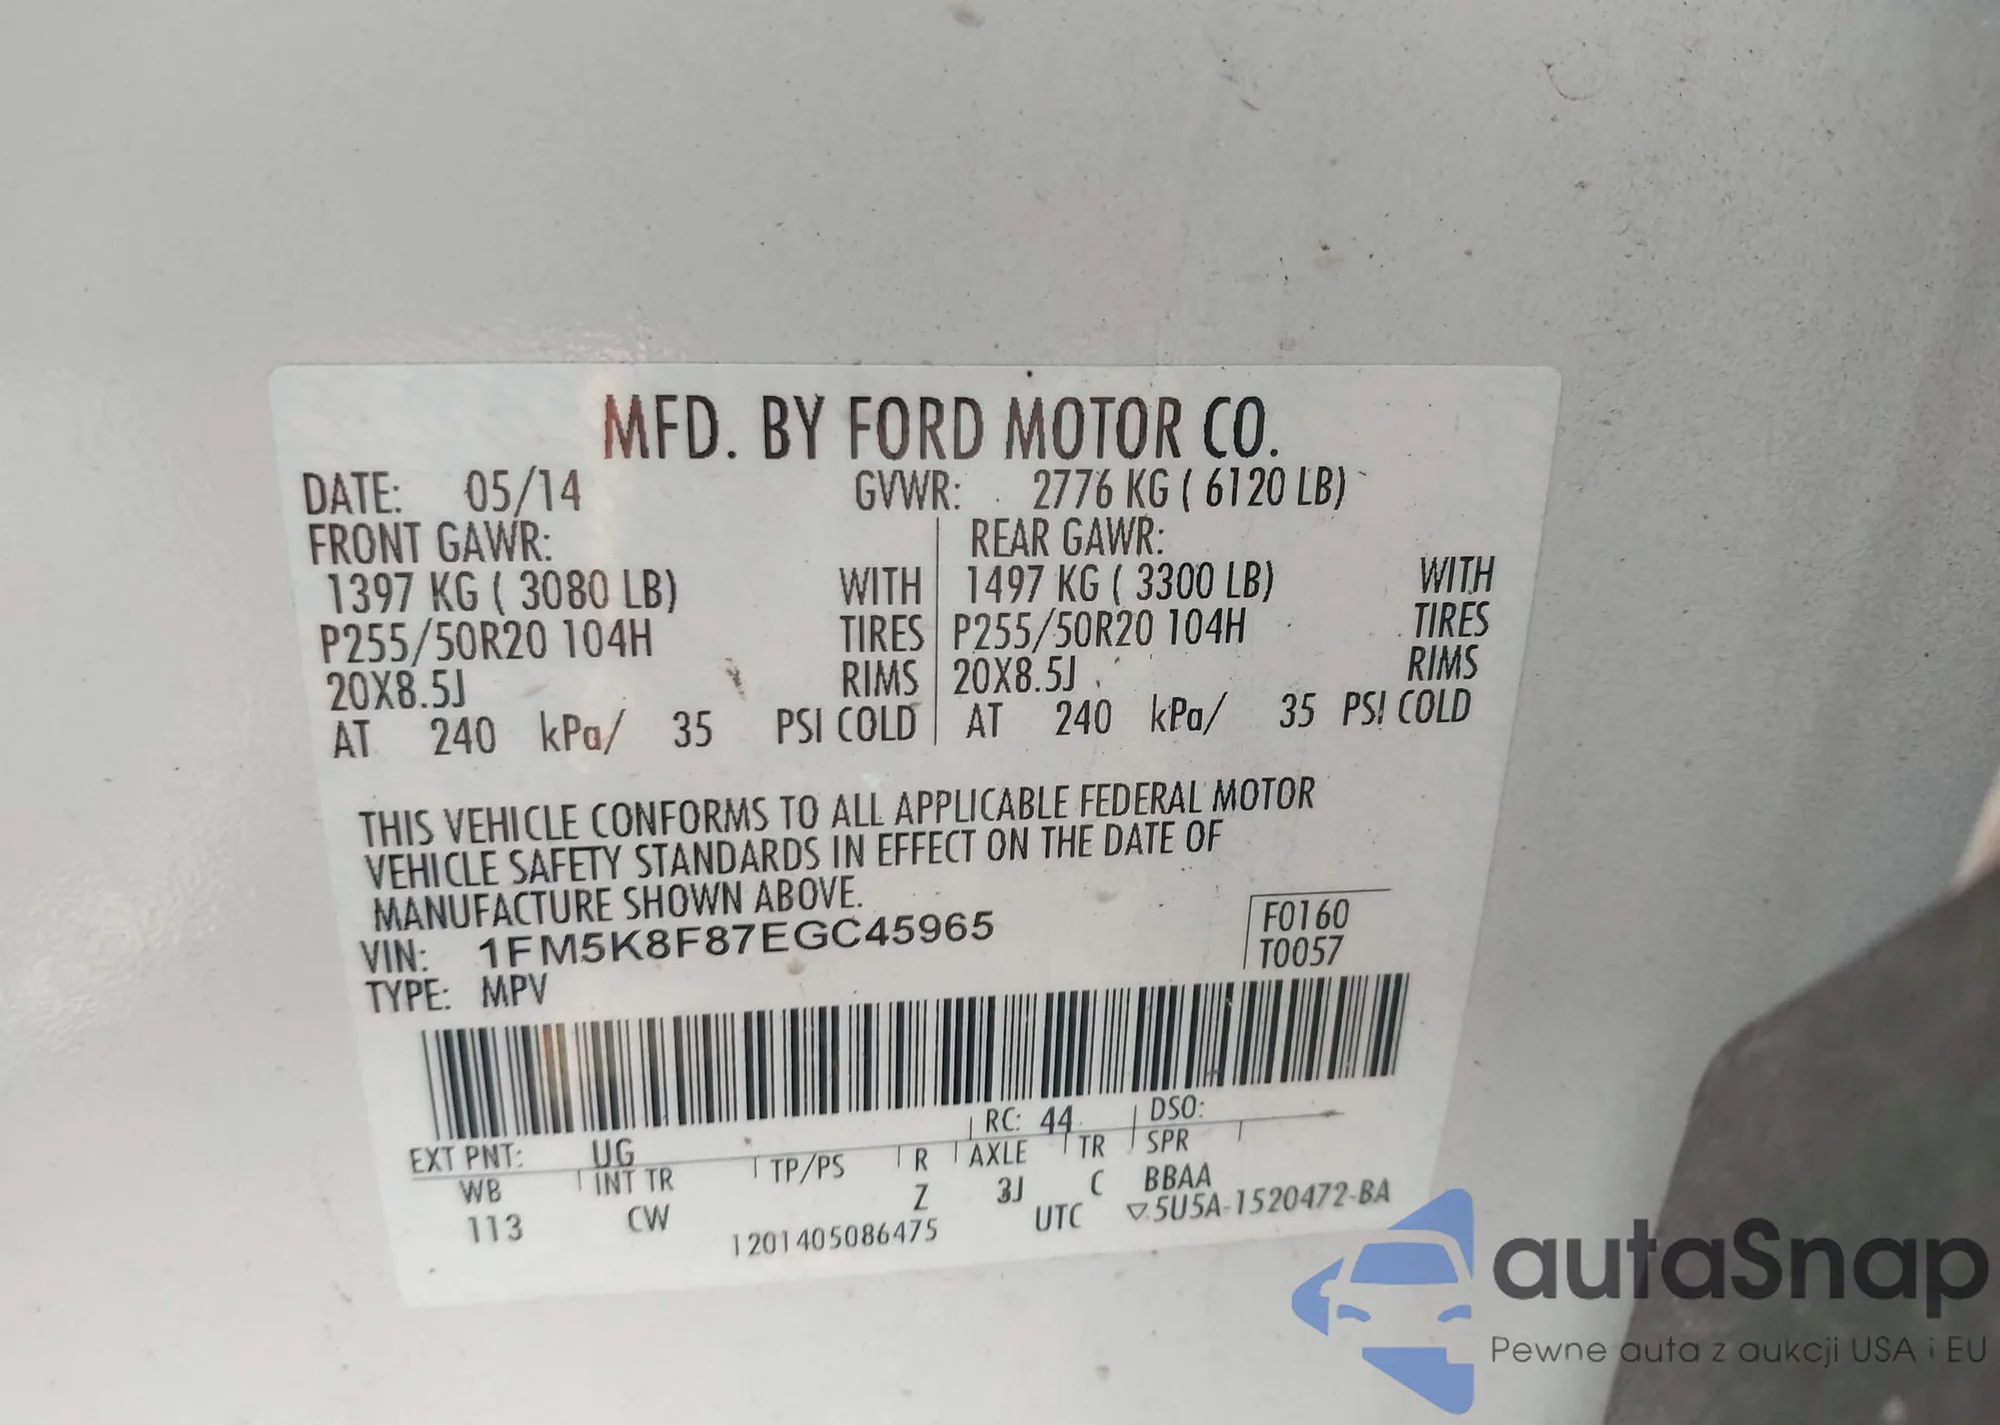 MFD. BY FORD MOTOR CO.
DATE: 05/14 GVWR: 2776 KG ( 6120 LB)
FRONT GAWR: REAR GAWR:
1397 KG ( 3080 LB) WITH 1497 KG ( 3300 LB) WITH
P255/50R20 104H TIRES P255/50R20 104H TIRES
20X8.5J RIMS 20X8.5J RIMS
AT 240 kPa/ 35 PSI COLD AT 240 kPa/ 35 PSI COLD
THIS VEHICLE CONFORMS TO ALL APPLICABLE FEDERAL MOTOR
VEHICLE SAFETY STANDARDS IN EFFECT ON THE DATE OF
MANUFACTURE SHOWN ABOVE.
VIN: 1FM5K8F87EGC45965 F0160
TYPE: MPV T0057
EXT PNT: UG RC: 44 DSO:
WB INT TR TP/PS R AXLE TR SPR
113 CW Z 3J C BBAA
1201405086475 UTC ▽5U5A-1520472-BA
autaSnap
Pewne auta z aukcji USA i EU